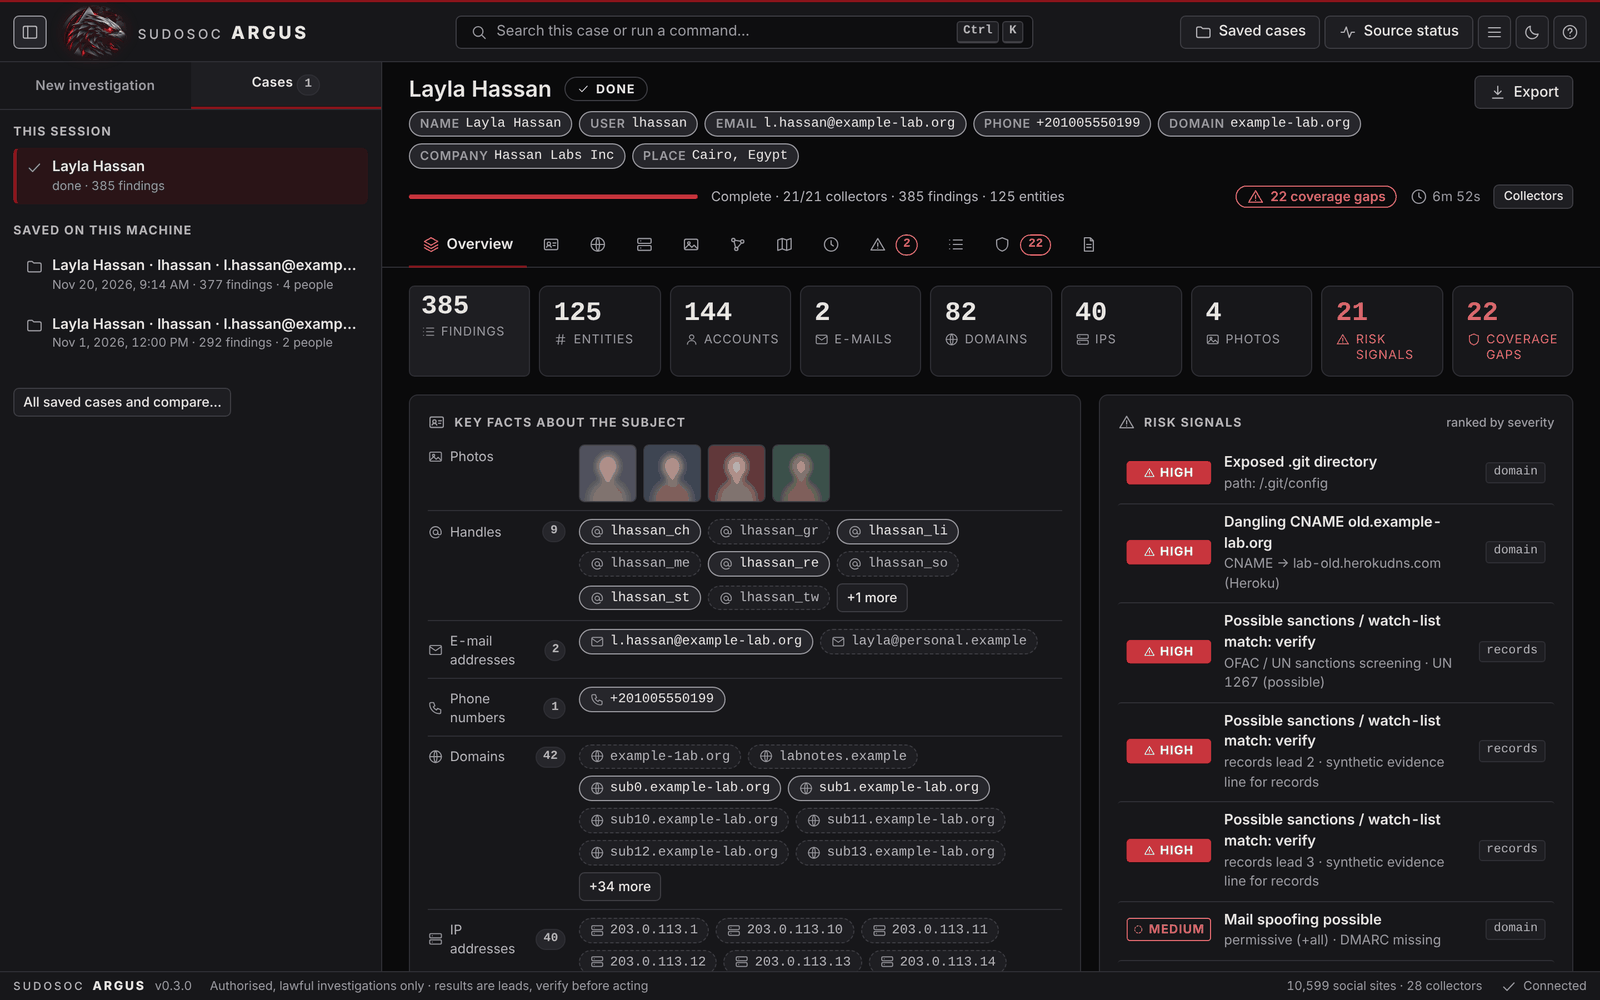 SUDOSOC ARGUS
Search this case or run a command...
Ctrl K
Saved cases
Source status
New investigation
Cases 1
THIS SESSION
Layla Hassan
done · 385 findings
SAVED ON THIS MACHINE
Layla Hassan · lhassan · l.hassan@examp...
Nov 20, 2026, 9:14 AM · 377 findings · 4 people
Layla Hassan · lhassan · l.hassan@examp...
Nov 1, 2026, 12:00 PM · 292 findings · 2 people
All saved cases and compare...
Layla Hassan
DONE
Export
NAME Layla Hassan
USER lhassan
EMAIL l.hassan@example-lab.org
PHONE +201005550199
DOMAIN example-lab.org
COMPANY Hassan Labs Inc
PLACE Cairo, Egypt
Complete · 21/21 collectors · 385 findings · 125 entities
22 coverage gaps
6m 52s
Collectors
Overview
2
22
385
FINDINGS
125
ENTITIES
144
ACCOUNTS
2
E-MAILS
82
DOMAINS
40
IPS
4
PHOTOS
21
RISK
SIGNALS
22
COVERAGE
GAPS
KEY FACTS ABOUT THE SUBJECT
Photos
Handles 9
lhassan_ch
lhassan_gr
lhassan_li
lhassan_me
lhassan_re
lhassan_so
lhassan_st
lhassan_tw
+1 more
E-mail
addresses
2
l.hassan@example-lab.org
layla@personal.example
Phone
numbers
1
+201005550199
Domains 42
example-1ab.org
labnotes.example
sub0.example-lab.org
sub1.example-lab.org
sub10.example-lab.org
sub11.example-lab.org
sub12.example-lab.org
sub13.example-lab.org
+34 more
IP
addresses
40
203.0.113.1
203.0.113.10
203.0.113.11
203.0.113.12
203.0.113.13
203.0.113.14
RISK SIGNALS
ranked by severity
HIGH
Exposed .git directory
path: /.git/config
domain
HIGH
Dangling CNAME old.example-
lab.org
CNAME → lab-old.herokudns.com
(Heroku)
domain
HIGH
Possible sanctions / watch-list
match: verify
OFAC / UN sanctions screening · UN
1267 (possible)
records
HIGH
Possible sanctions / watch-list
match: verify
records lead 2 · synthetic evidence
line for records
records
HIGH
Possible sanctions / watch-list
match: verify
records lead 3 · synthetic evidence
line for records
records
MEDIUM
Mail spoofing possible
permissive (+all) · DMARC missing
domain
SUDOSOC ARGUS v0.3.0
Authorised, lawful investigations only · results are leads, verify before acting
10,599 social sites · 28 collectors
Connected